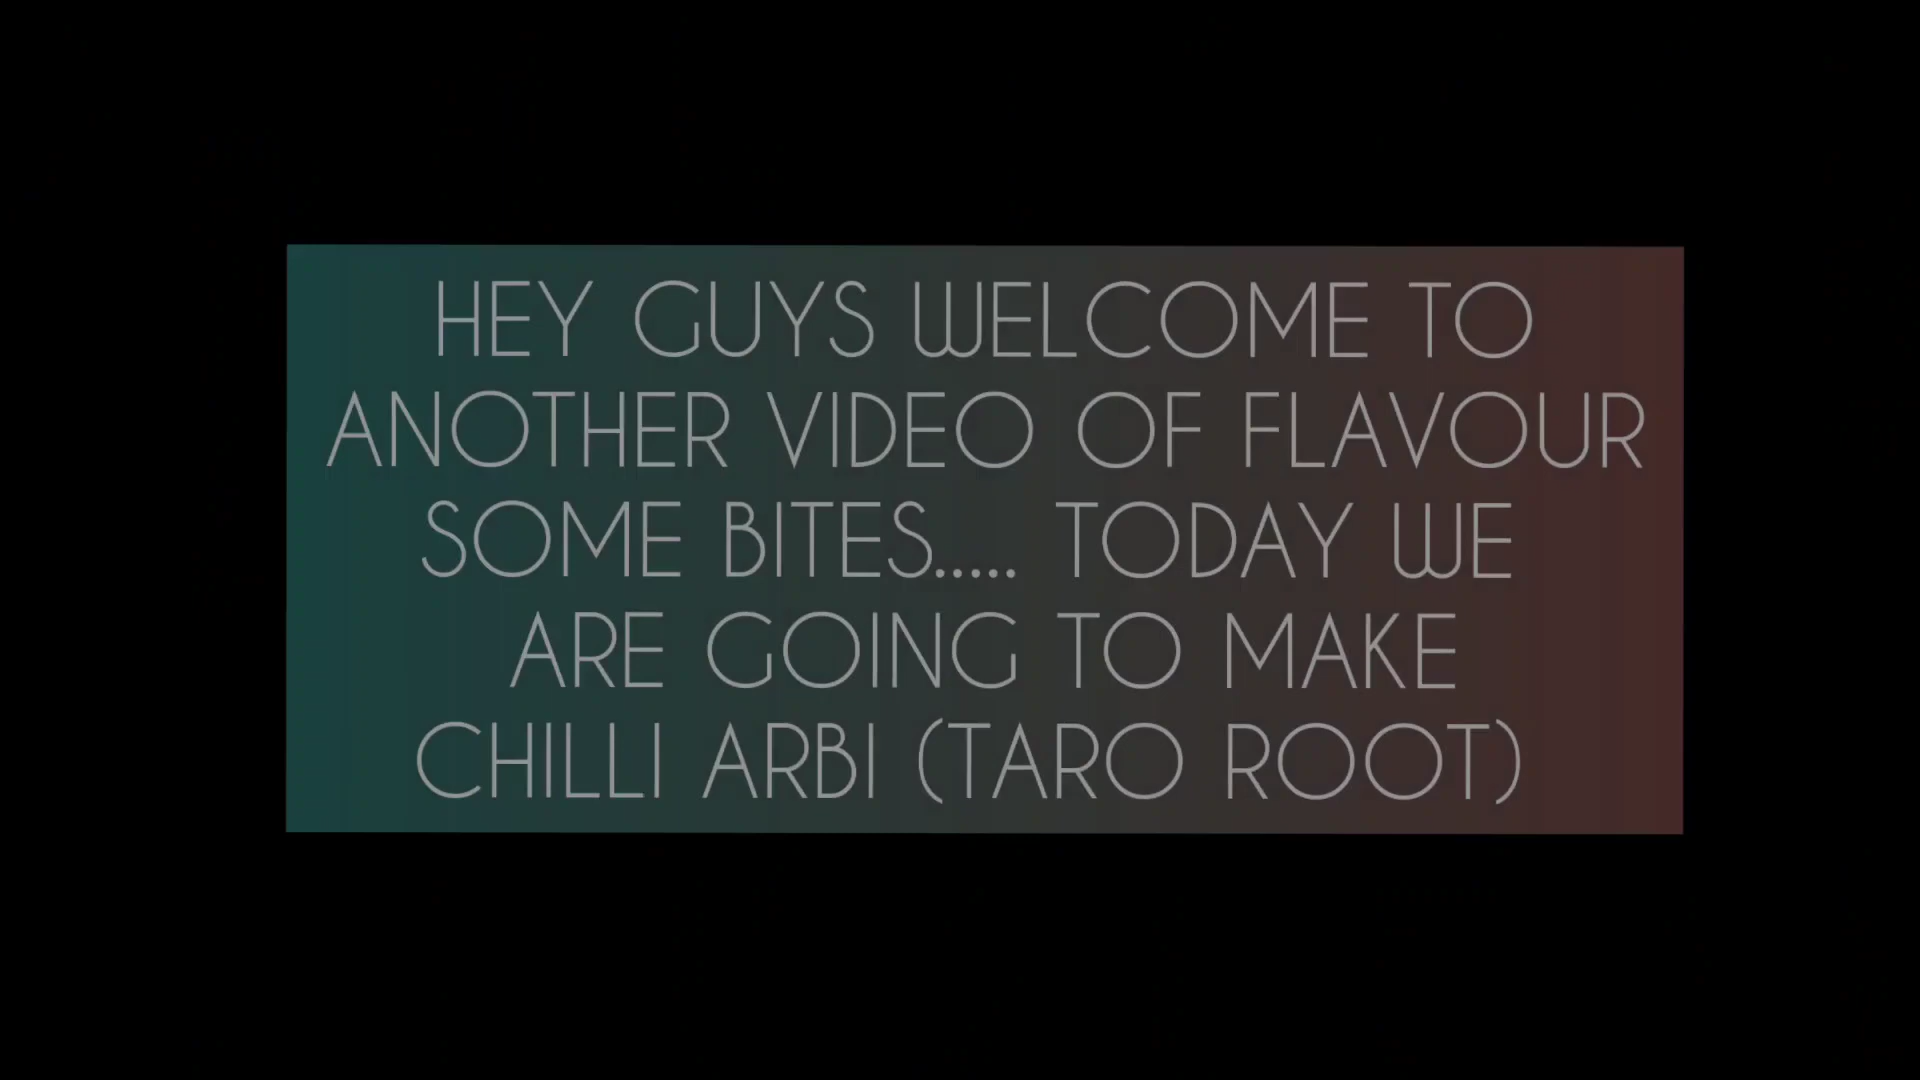 HEY GUYS WELCOME TO
ANOTHER VIDEO OF FLAVOUR
SOME BITES..... TODAY WE
ARE GOING TO MAKE
CHILLI ARBI (TARO ROOT)